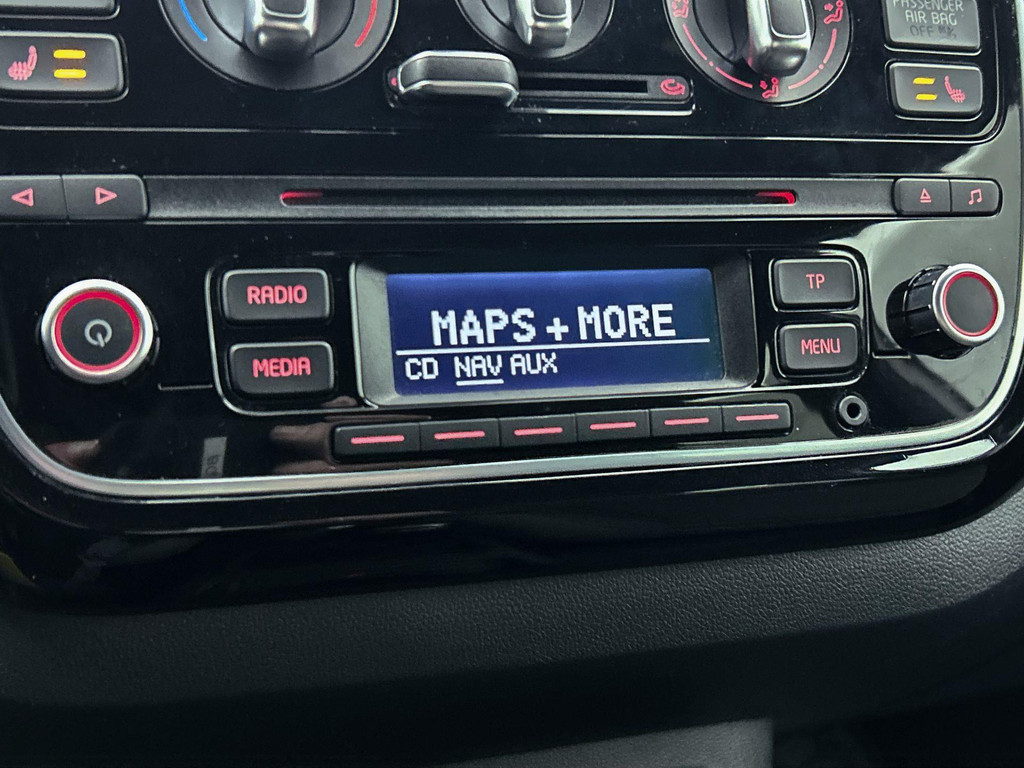 PASSENGER
AIR BAG
OFF
RADIO
MEDIA
MAPS + MORE
CD NAV AUX
TP
MENU